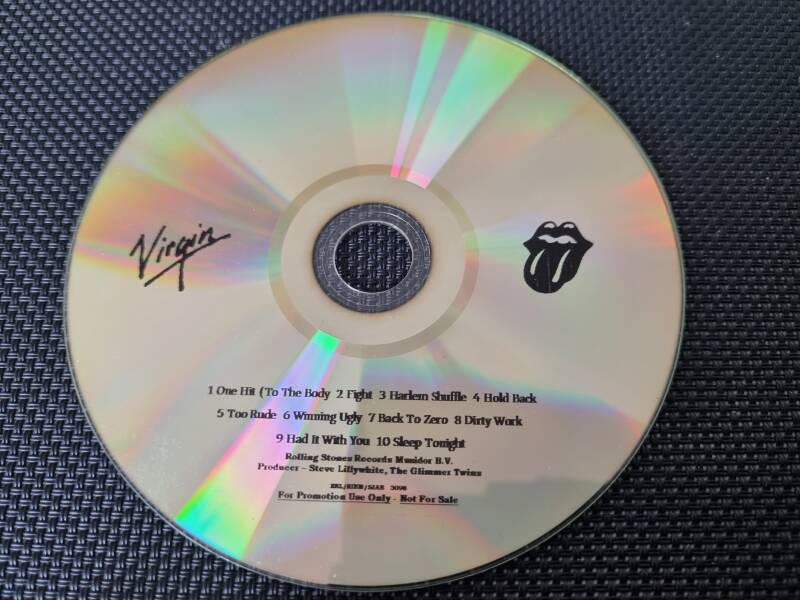 Virgin
1 One Hit (To The Body 2 Fight 3 Harlem Shuffle 4 Hold Back
5 Too Rude 6 Winning Ugly 7 Back To Zero 8 Dirty Work
9 Had It With You 10 Sleep Tonight
Rolling Stones Records Musidor B.V.
Producer – Steve Lillywhite, The Glimmer Twins
3098
For Promotion Use Only - Not For Sale